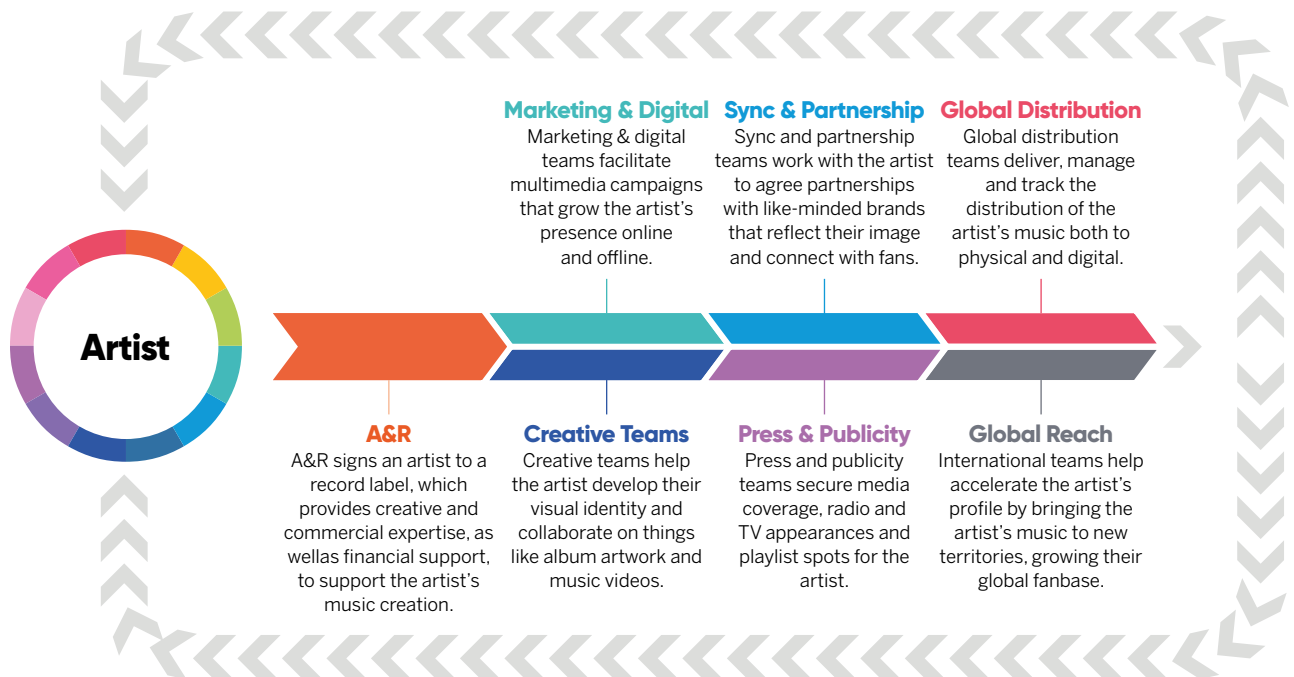 Artist
Marketing & Digital
Marketing & digital
teams facilitate
multimedia campaigns
that grow the artist's
presence online
and offline.
Sync & Partnership
Sync and partnership
teams work with the artist
to agree partnerships
with like-minded brands
that reflect their image
and connect with fans.
Global Distribution
Global distribution
teams deliver, manage
and track the
distribution of the
artist's music both to
physical and digital.
A&R
A&R signs an artist to a
record label, which
provides creative and
commercial expertise, as
wellas financial support,
to support the artist's
music creation.
Creative Teams
Creative teams help
the artist develop their
visual identity and
collaborate on things
like album artwork and
music videos.
Press & Publicity
Press and publicity
teams secure media
coverage, radio and
TV appearances and
playlist spots for the
artist.
Global Reach
International teams help
accelerate the artist's
profile by bringing the
artist's music to new
territories, growing their
global fanbase.